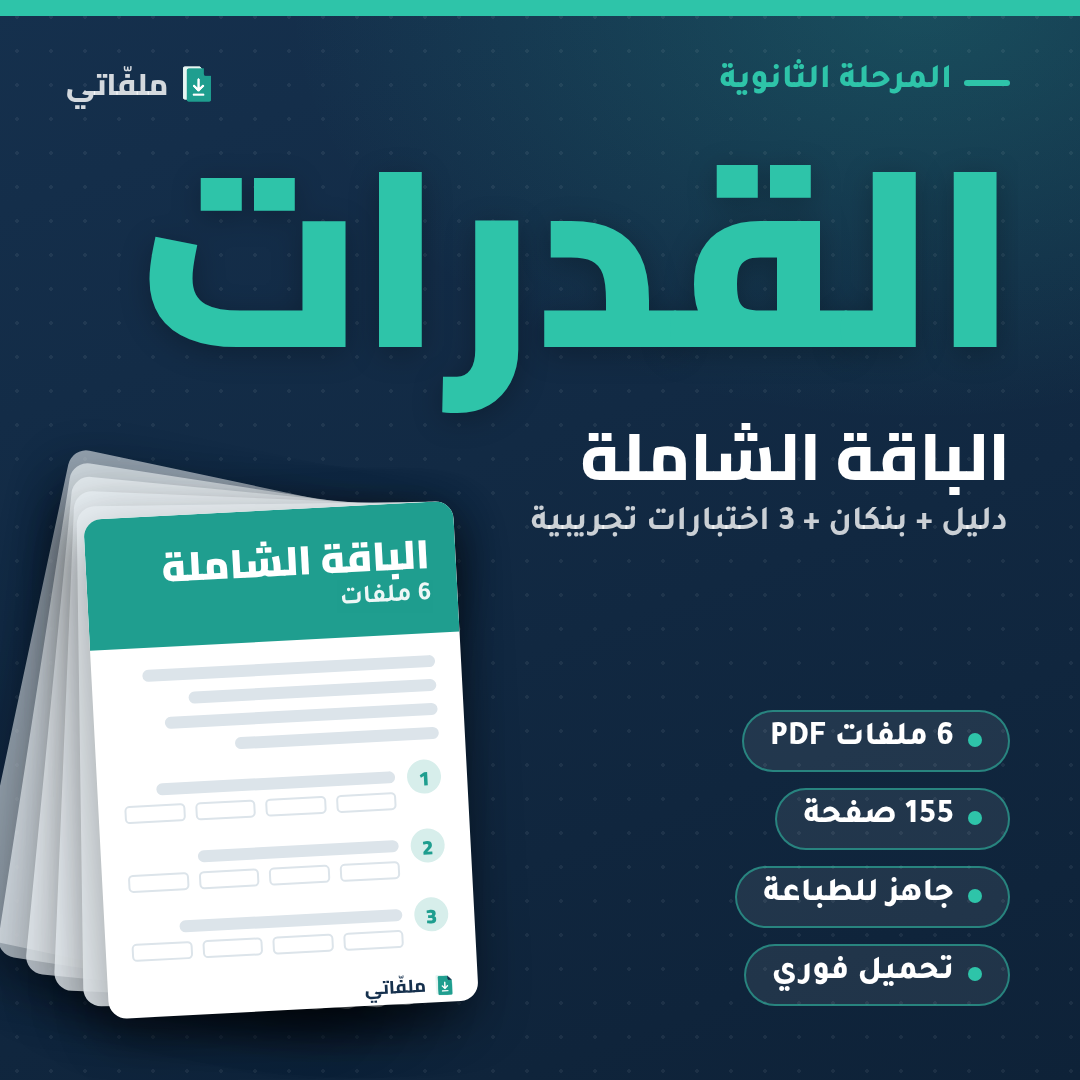 المرحلة الثانوية
ملفّاتي
القدرات
الباقة الشاملة
دليل + بنكان + 3 اختبارات تجريبية
الباقة الشاملة
6 ملفات
1
2
3
ملفّاتي
6 ملفات PDF
155 صفحة
جاهز للطباعة
تحميل فوري